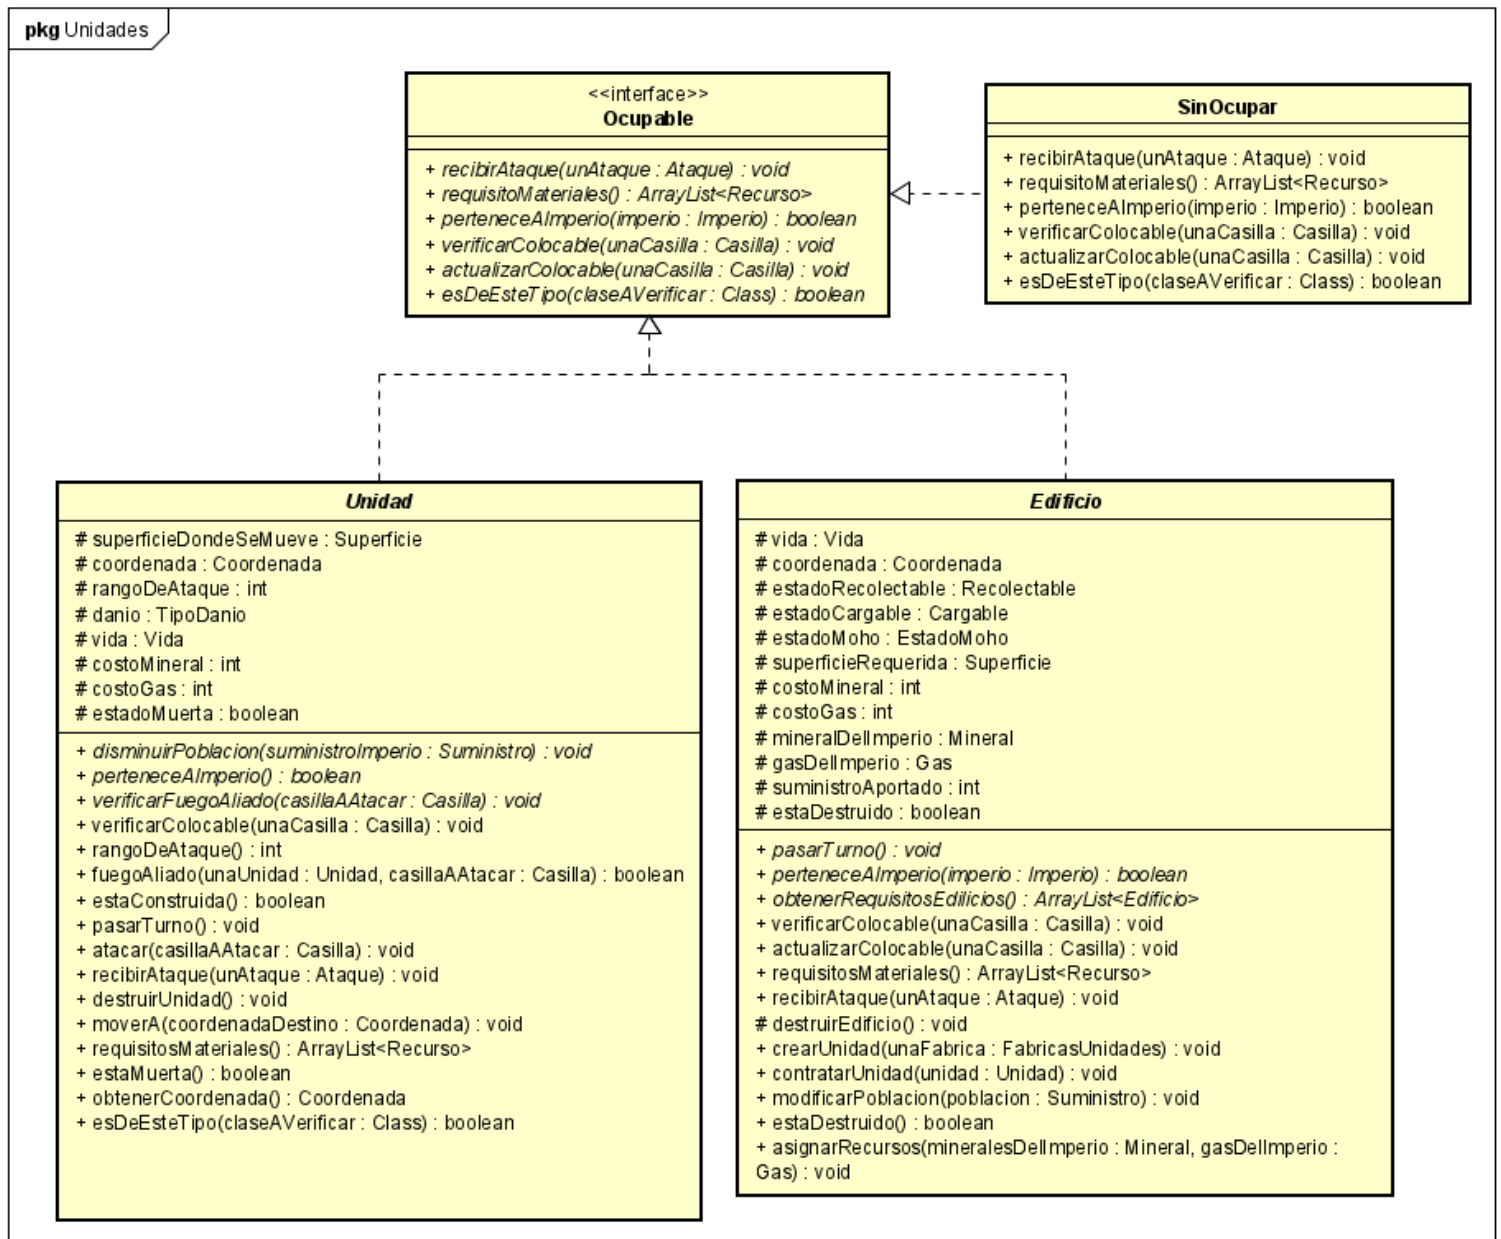 pkg Unidades
<<interface>>
Ocupable
+ recibirAtaque(unAtaque : Ataque) : void
+ requisitoMateriales() : ArrayList<Recurso>
+ perteneceAImperio(imperio : Imperio) : boolean
+ verificarColocable(unaCasilla : Casilla) : void
+ actualizarColocable(unaCasilla : Casilla) : void
+ esDeEsteTipo(claseAVerificar : Class) : boolean
SinOcupar
+ recibirAtaque(unAtaque : Ataque) : void
+ requisitoMateriales() : ArrayList<Recurso>
+ perteneceAImperio(imperio : Imperio) : boolean
+ verificarColocable(unaCasilla : Casilla) : void
+ actualizarColocable(unaCasilla : Casilla) : void
+ esDeEsteTipo(claseAVerificar : Class) : boolean
Unidad
# superficieDondeSeMueve : Superficie
# coordenada : Coordenada
# rangoDeAtaque : int
# danio : TipoDanio
# vida : Vida
# costoMineral : int
# costoGas : int
# estadoMuerta : boolean
+ disminuirPoblacion(suministroImperio : Suministro) : void
+ perteneceAImperio() : boolean
+ verificarFuegoAliado(casillaAAtacar : Casilla) : void
+ verificarColocable(unaCasilla : Casilla) : void
+ rangoDeAtaque() : int
+ fuegoAliado(unaUnidad : Unidad, casillaAAtacar : Casilla) : boolean
+ estaConstruida() : boolean
+ pasarTurno() : void
+ atacar(casillaAAtacar : Casilla) : void
+ recibirAtaque(unAtaque : Ataque) : void
+ destruirUnidad() : void
+ moverA(coordenadaDestino : Coordenada) : void
+ requisitosMateriales() : ArrayList<Recurso>
+ estaMuerta() : boolean
+ obtenerCoordenada() : Coordenada
+ esDeEsteTipo(claseAVerificar : Class) : boolean
Edificio
# vida : Vida
# coordenada : Coordenada
# estadoRecolectable : Recolectable
# estadoCargable : Cargable
# estadoMoho : EstadoMoho
# superficieRequerida : Superficie
# costoMineral : int
# costoGas : int
# mineralDelImperio : Mineral
# gasDelImperio : Gas
# suministroAportado : int
# estaDestruido : boolean
+ pasarTurno() : void
+ perteneceAImperio(imperio : Imperio) : boolean
+ obtenerRequisitosEdilicios() : ArrayList<Edificio>
+ verificarColocable(unaCasilla : Casilla) : void
+ actualizarColocable(unaCasilla : Casilla) : void
+ requisitosMateriales() : ArrayList<Recurso>
+ recibirAtaque(unAtaque : Ataque) : void
# destruirEdificio() : void
+ crearUnidad(unaFabrica : FabricasUnidades) : void
+ contratarUnidad(unidad : Unidad) : void
+ modificarPoblacion(poblacion : Suministro) : void
+ estaDestruido() : boolean
+ asignarRecursos(mineralesDelImperio : Mineral, gasDelImperio :
Gas) : void